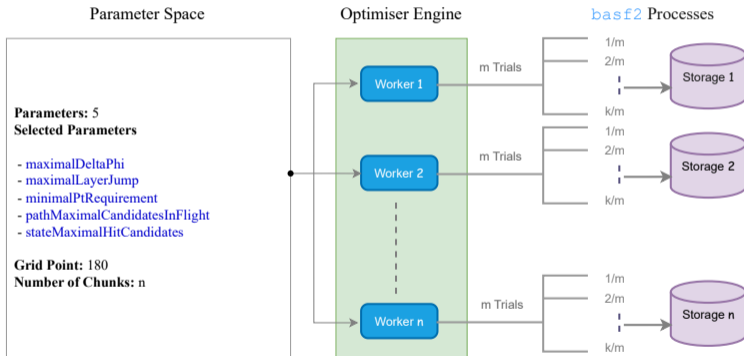 Parameter Space
Optimiser Engine
basf2 Processes
Parameters: 5
Selected Parameters
- maximalDeltaPhi
- maximalLayerJump
- minimalPtRequirement
- pathMaximalCandidatesInFlight
- stateMaximalHitCandidates
Grid Point: 180
Number of Chunks: n
Worker 1
m Trials
1/m
2/m
k/m
Storage 1
Worker 2
m Trials
1/m
2/m
k/m
Storage 2
Worker n
m Trials
1/m
2/m
k/m
Storage n